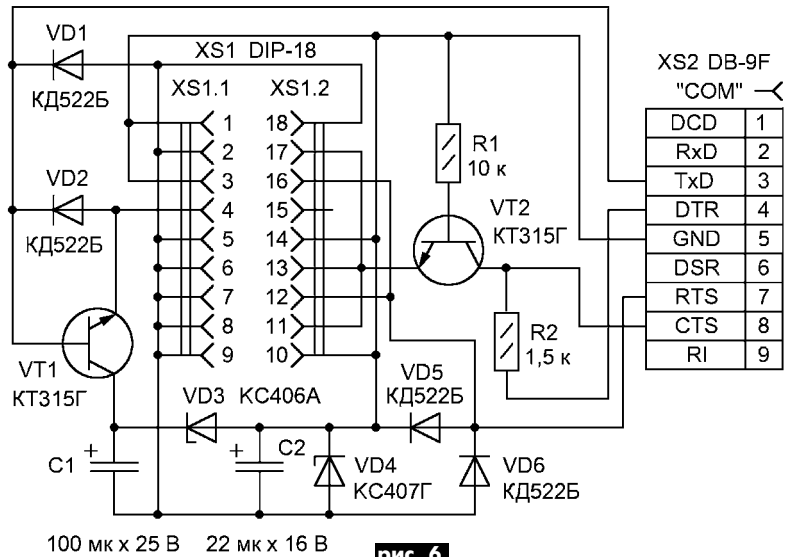 VD1
КД522Б
VD2
КД522Б
VT1
КТ315Г
XS1 DIP-18
XS1.1 XS1.2
1 18
2 17
3 16
4 15
5 14
6 13
7 12
8 11
9 10
R1
10 к
VT2
КТ315Г
R2
1,5 к
XS2 DB-9F
"COM"
DCD 1
RxD 2
TxD 3
DTR 4
GND 5
DSR 6
RTS 7
CTS 8
RI 9
VD3 КС406А
VD5
КД522Б
+
C1
+
C2
VD4
КС407Г
VD6
КД522Б
100 мк x 25 В 22 мк x 16 В
рис. 6